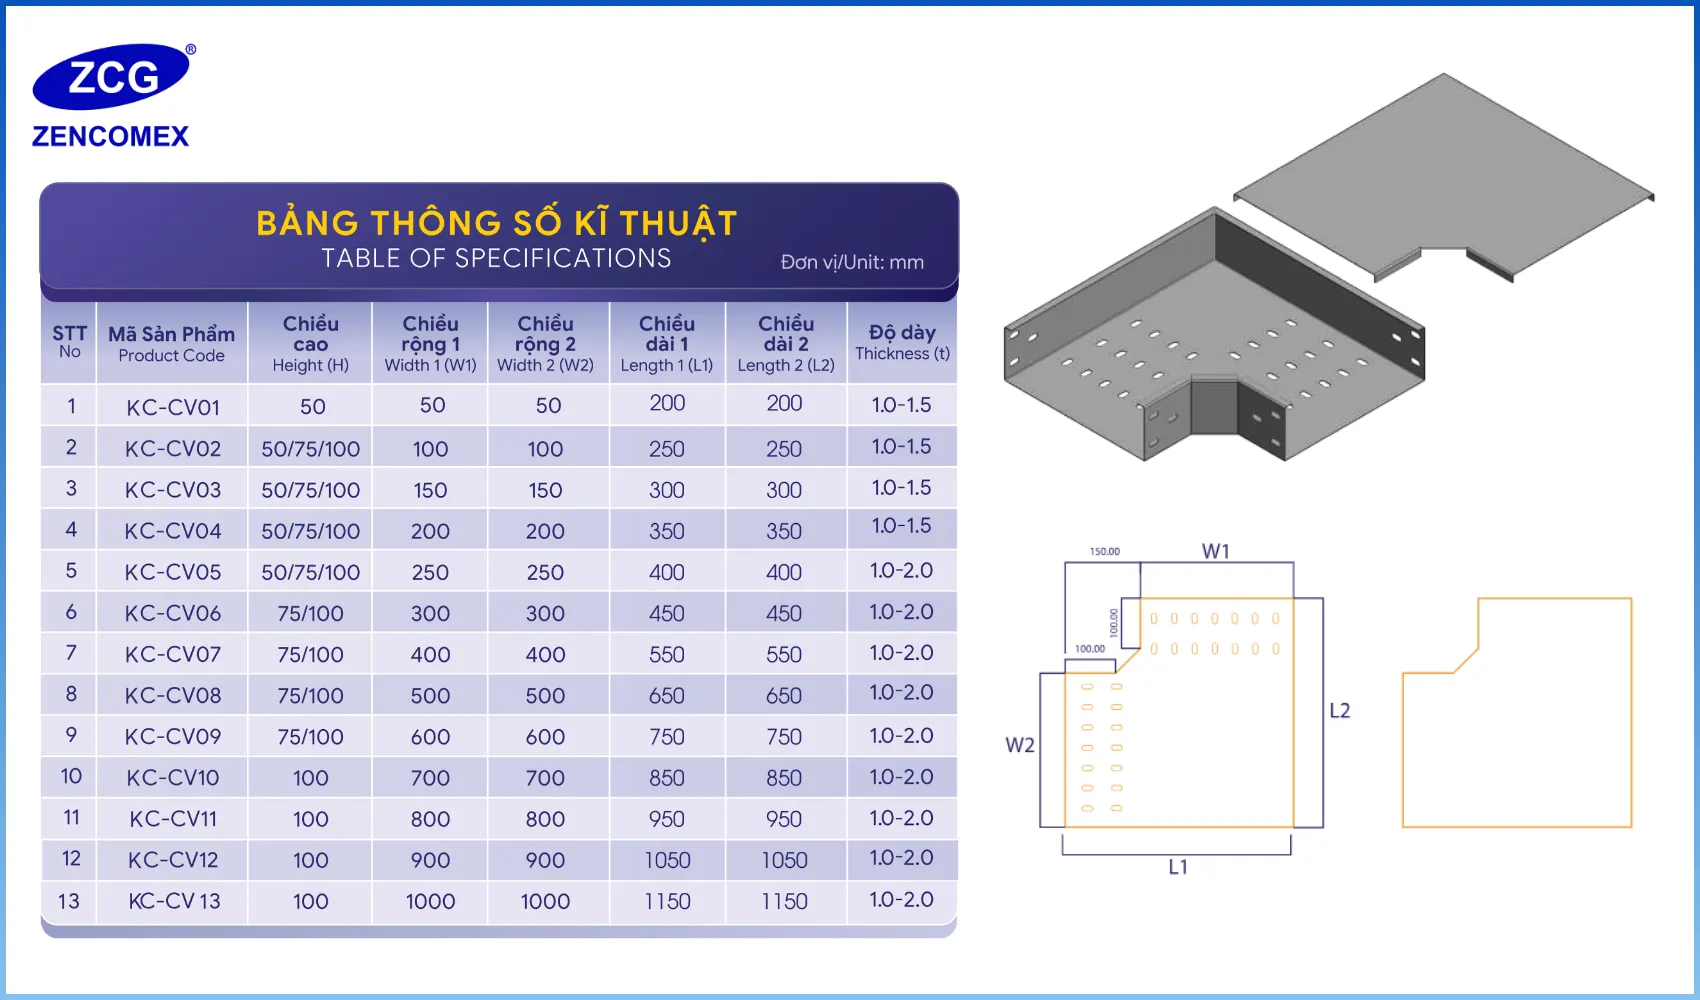 ZCG®
ZENCOMEX
BẢNG THÔNG SỐ KĨ THUẬT
TABLE OF SPECIFICATIONS
Đơn vị/Unit: mm
STT No Mã Sản Phẩm Product Code Chiều cao Height (H) Chiều rộng 1 Width 1 (W1) Chiều rộng 2 Width 2 (W2) Chiều dài 1 Length 1 (L1) Chiều dài 2 Length 2 (L2) Độ dày Thickness (t)
1 KC-CV01 50 50 50 200 200 1.0-1.5
2 KC-CV02 50/75/100 100 100 250 250 1.0-1.5
3 KC-CV03 50/75/100 150 150 300 300 1.0-1.5
4 KC-CV04 50/75/100 200 200 350 350 1.0-1.5
5 KC-CV05 50/75/100 250 250 400 400 1.0-2.0
6 KC-CV06 75/100 300 300 450 450 1.0-2.0
7 KC-CV07 75/100 400 400 550 550 1.0-2.0
8 KC-CV08 75/100 500 500 650 650 1.0-2.0
9 KC-CV09 75/100 600 600 750 750 1.0-2.0
10 KC-CV10 100 700 700 850 850 1.0-2.0
11 KC-CV11 100 800 800 950 950 1.0-2.0
12 KC-CV12 100 900 900 1050 1050 1.0-2.0
13 KC-CV 13 100 1000 1000 1150 1150 1.0-2.0
150.00
W1
100.00
100.00
W2
L2
L1